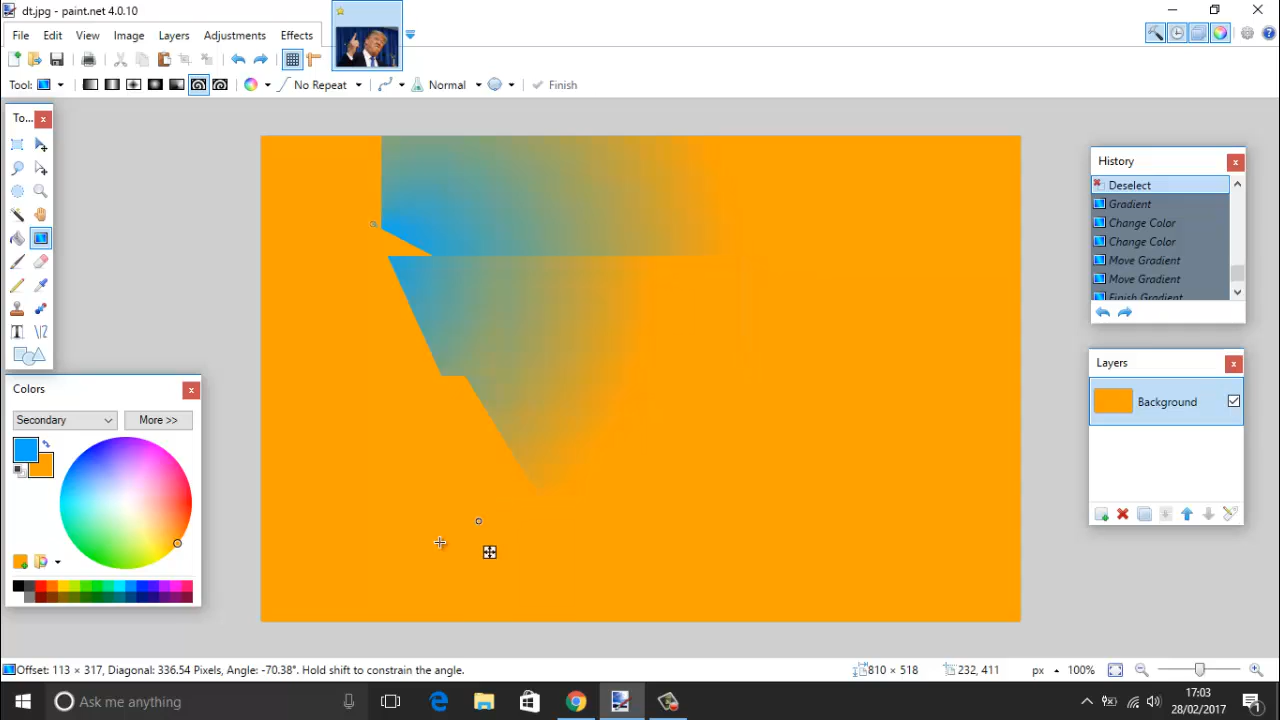 dt.jpg - paint.net 4.0.10
File Edit View Image Layers Adjustments Effects
Tool: No Repeat Normal Finish
To...
History
Deselect
Gradient
Change Color
Change Color
Move Gradient
Move Gradient
Finish Gradient
Colors
Secondary More >>
Layers
Background
Offset: 113 × 317, Diagonal: 336.54 Pixels, Angle: -70.38°. Hold shift to constrain the angle. 810 × 518 232, 411 px 100%
Ask me anything
17:03
28/02/2017
1